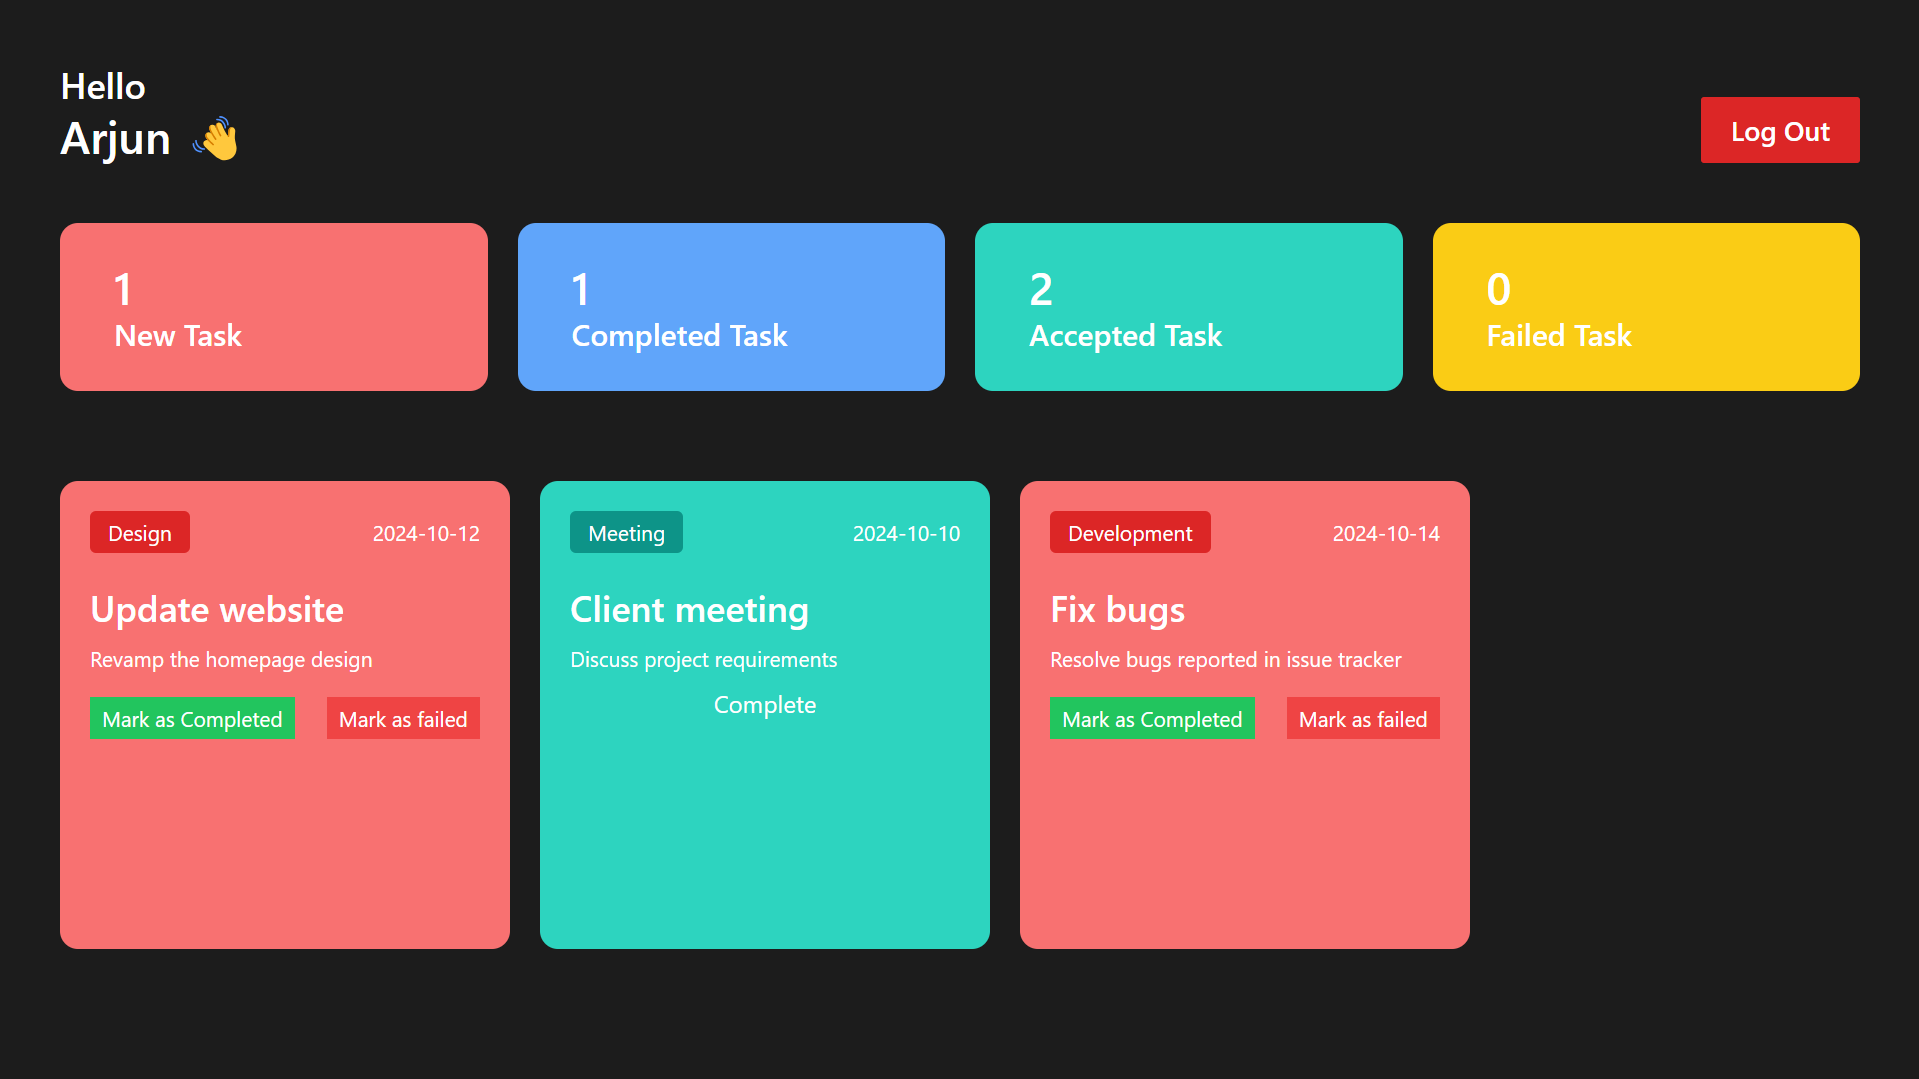 Hello
Arjun 👋
Log Out
1
New Task
1
Completed Task
2
Accepted Task
0
Failed Task
Design
2024-10-12
Update website
Revamp the homepage design
Mark as Completed
Mark as failed
Meeting
2024-10-10
Client meeting
Discuss project requirements
Complete
Development
2024-10-14
Fix bugs
Resolve bugs reported in issue tracker
Mark as Completed
Mark as failed